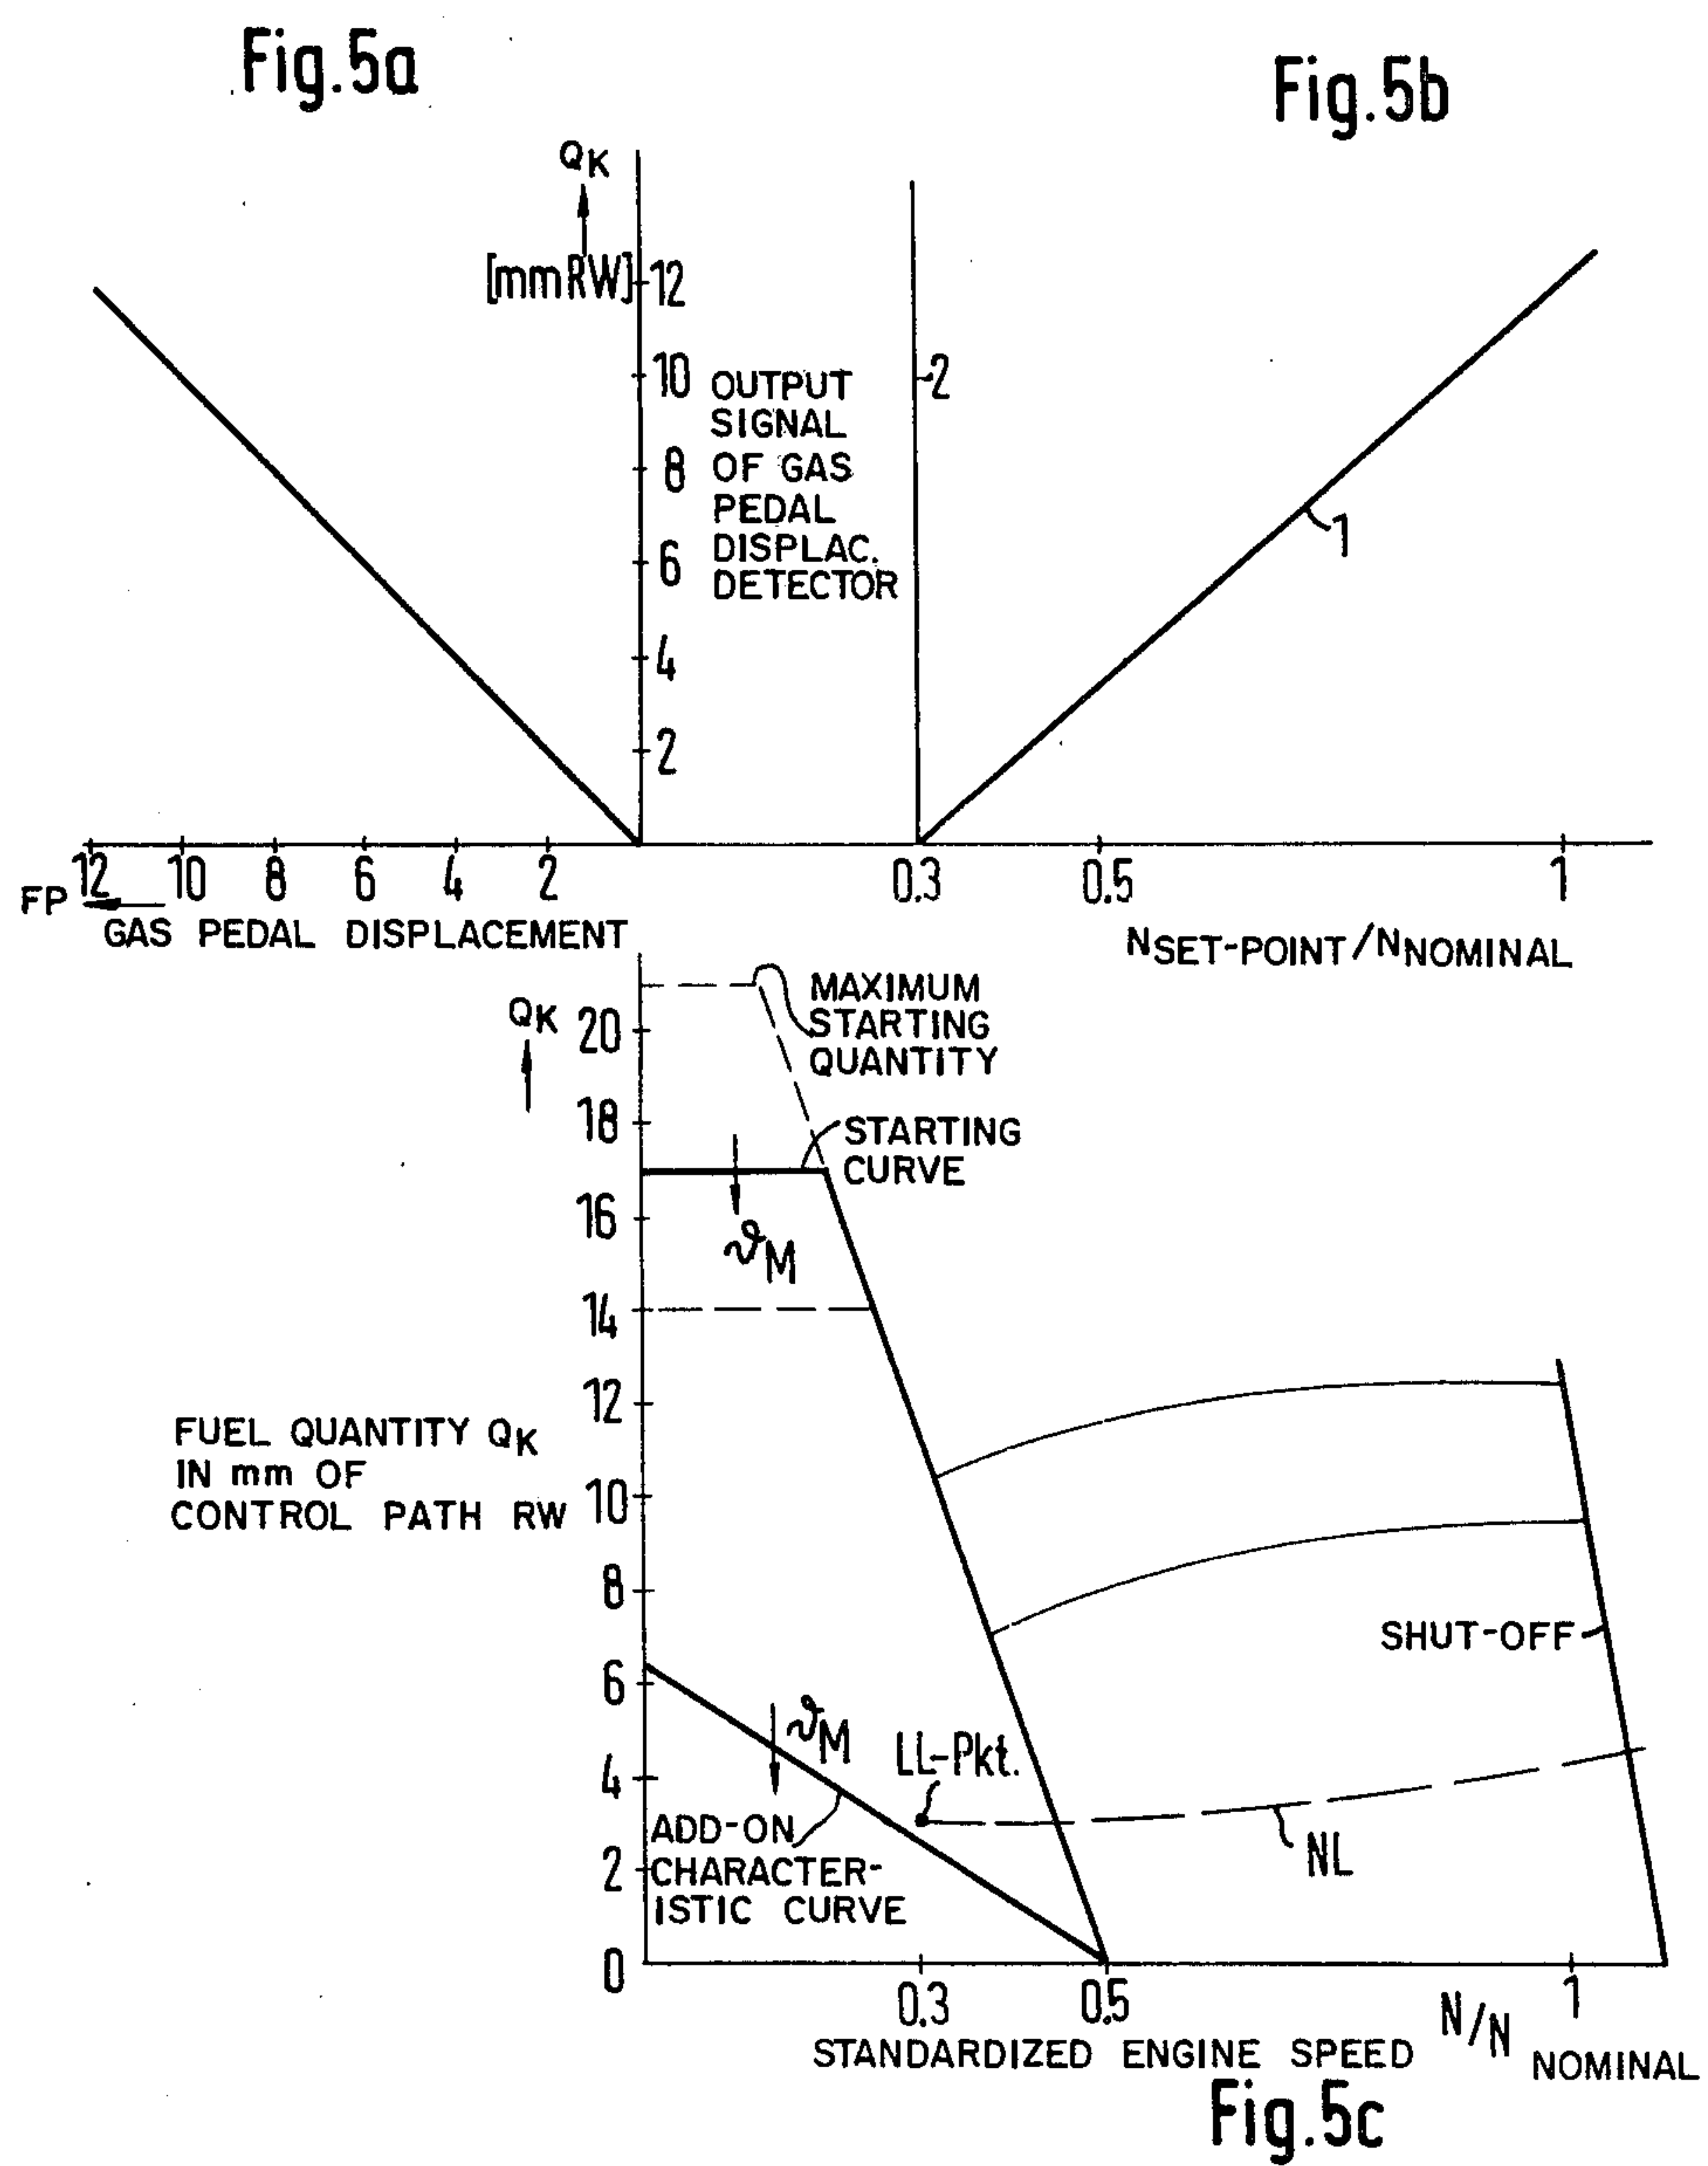 Fig.5a
Fig.5b
QK
[mmRW]
12
10
8
6
4
2
OUTPUT
SIGNAL
OF GAS
PEDAL
DISPLAC.
DETECTOR
2
1
12 10 8 6 4 2
0.3 0.5 1
FP
GAS PEDAL DISPLACEMENT
NSET-POINT/NNOMINAL
QK
20
18
16
14
12
10
8
6
4
2
0
MAXIMUM
STARTING
QUANTITY
STARTING
CURVE
ϑM
FUEL QUANTITY QK
IN mm OF
CONTROL PATH RW
SHUT-OFF
ϑM
LL-Pkt.
ADD-ON
CHARACTER-
ISTIC CURVE
NL
0.3 0.5 1
STANDARDIZED ENGINE SPEED N/N NOMINAL
Fig.5c